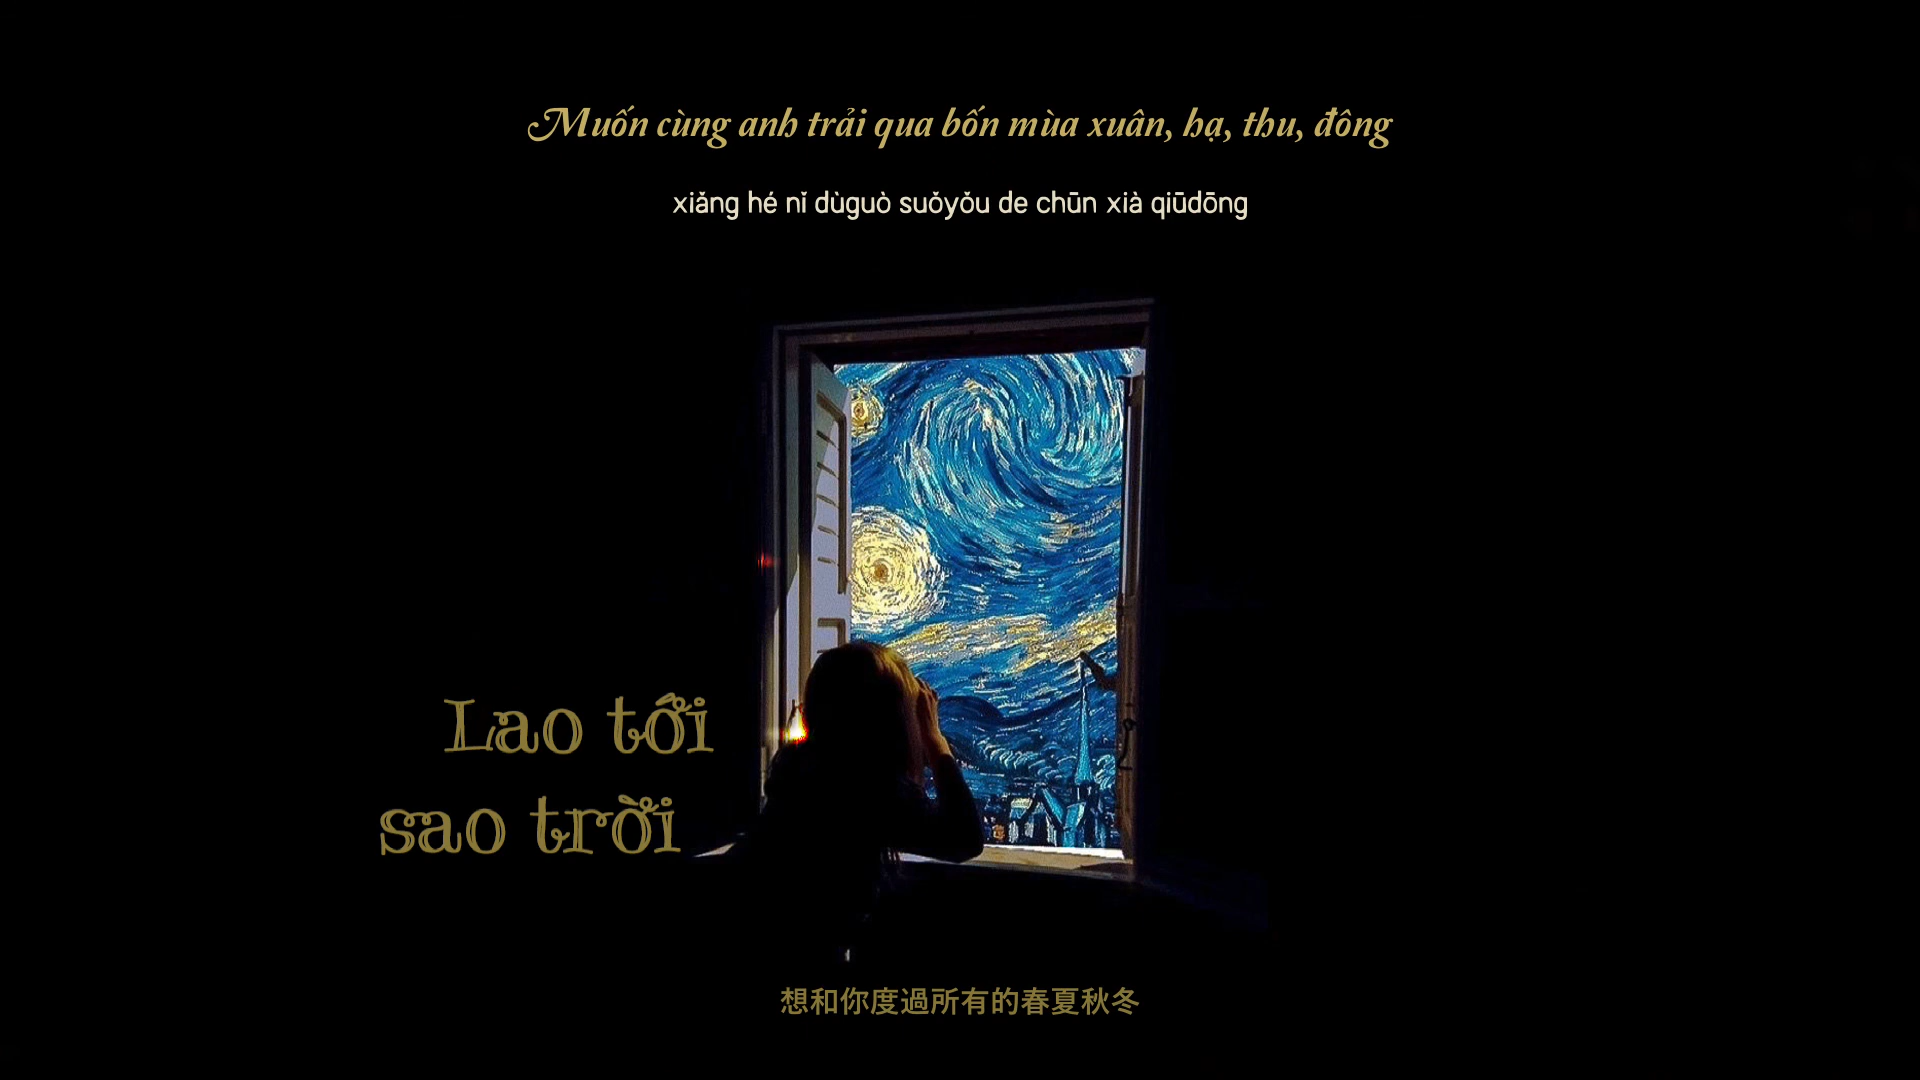 Muốn cùng anh trải qua bốn mùa xuân, hạ, thu, đông
xiǎng hé nǐ dùguò suǒyǒu de chūn xià qiūdōng
Lao tới
sao trời
想和你度過所有的春夏秋冬